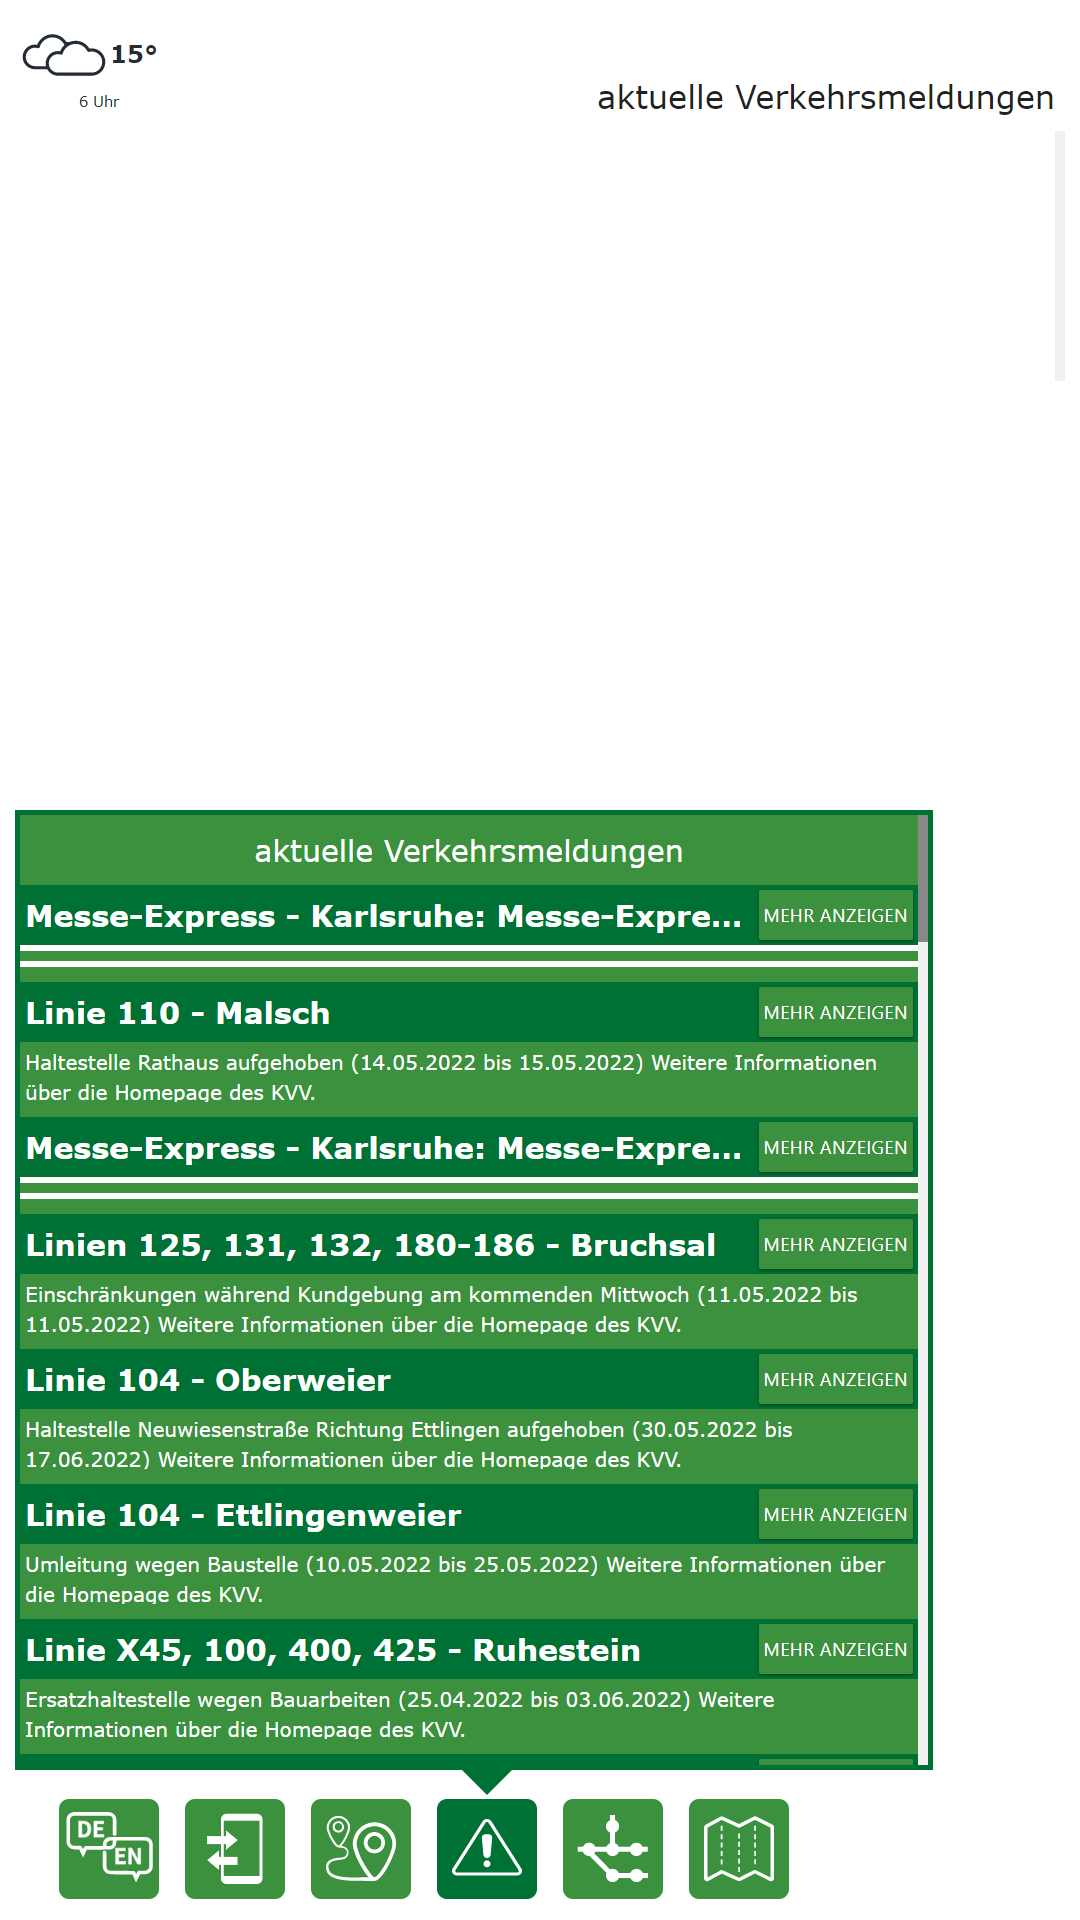 15°
6 Uhr
aktuelle Verkehrsmeldungen
aktuelle Verkehrsmeldungen
Messe-Express - Karlsruhe: Messe-Expre...
MEHR ANZEIGEN
Linie 110 - Malsch
MEHR ANZEIGEN
Haltestelle Rathaus aufgehoben (14.05.2022 bis 15.05.2022) Weitere Informationen
über die Homepage des KVV.
Messe-Express - Karlsruhe: Messe-Expre...
MEHR ANZEIGEN
Linien 125, 131, 132, 180-186 - Bruchsal
MEHR ANZEIGEN
Einschränkungen während Kundgebung am kommenden Mittwoch (11.05.2022 bis
11.05.2022) Weitere Informationen über die Homepage des KVV.
Linie 104 - Oberweier
MEHR ANZEIGEN
Haltestelle Neuwiesenstraße Richtung Ettlingen aufgehoben (30.05.2022 bis
17.06.2022) Weitere Informationen über die Homepage des KVV.
Linie 104 - Ettlingenweier
MEHR ANZEIGEN
Umleitung wegen Baustelle (10.05.2022 bis 25.05.2022) Weitere Informationen über
die Homepage des KVV.
Linie X45, 100, 400, 425 - Ruhestein
MEHR ANZEIGEN
Ersatzhaltestelle wegen Bauarbeiten (25.04.2022 bis 03.06.2022) Weitere
Informationen über die Homepage des KVV.
DE
EN